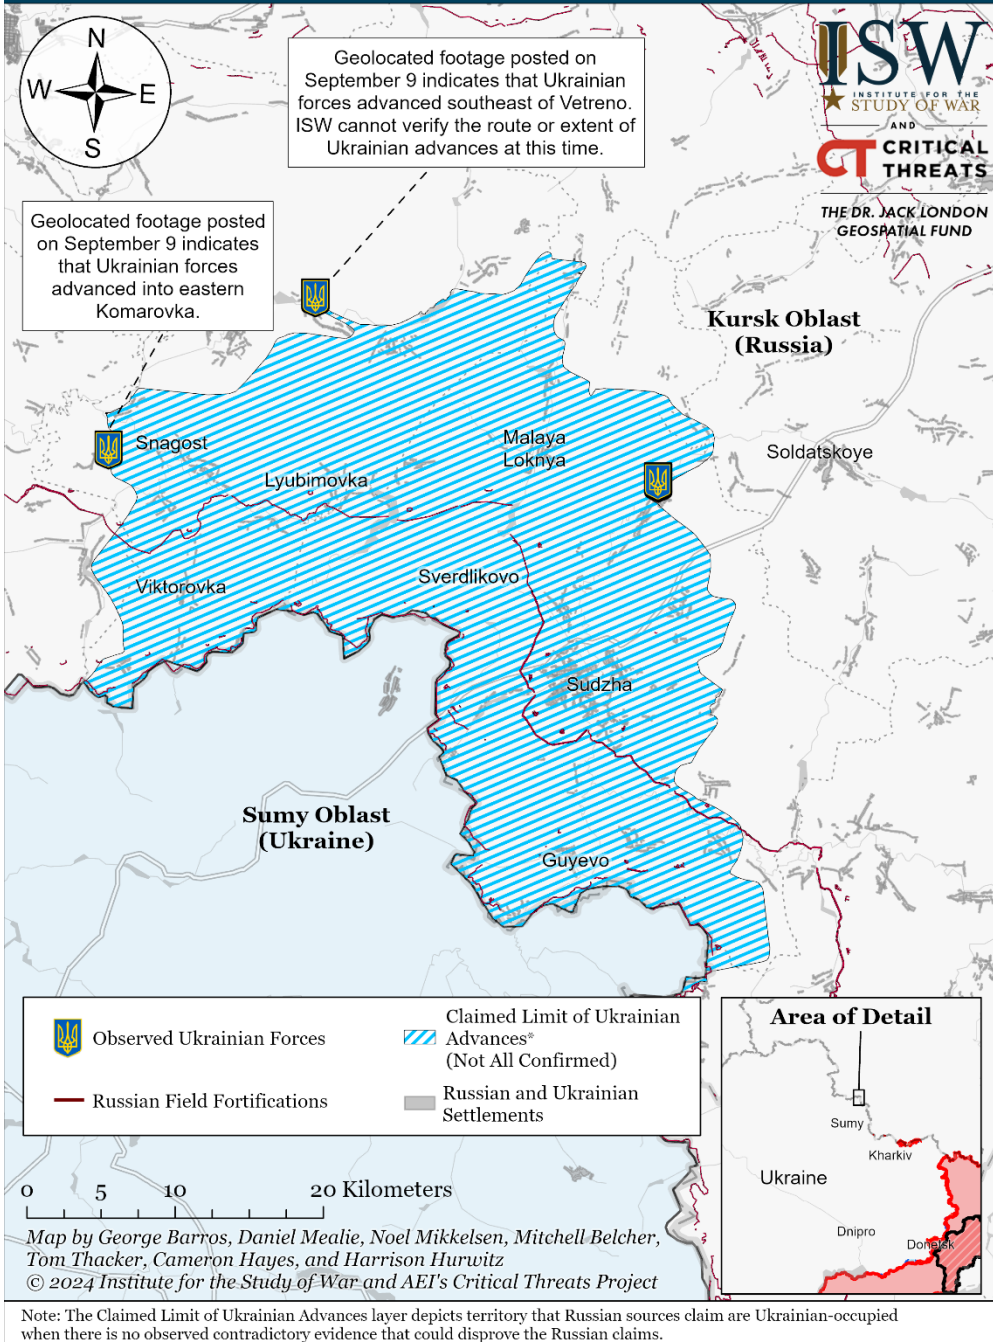 N
W
E
S
Geolocated footage posted on
September 9 indicates that Ukrainian
forces advanced southeast of Vetreno.
ISW cannot verify the route or extent of
Ukrainian advances at this time.
ISW
INSTITUTE FOR THE
STUDY OF WAR
AND
CT CRITICAL
THREATS
THE DR. JACK LONDON
GEOSPATIAL FUND
Geolocated footage posted
on September 9 indicates
that Ukrainian forces
advanced into eastern
Komarovka.
Kursk Oblast
(Russia)
Snagost
Malaya
Loknya
Soldatskoye
Lyubimovka
Viktorovka
Sverdlikovo
Sudzha
Sumy Oblast
(Ukraine)
Guyevo
Observed Ukrainian Forces
Claimed Limit of Ukrainian
Advances*
(Not All Confirmed)
Russian Field Fortifications
Russian and Ukrainian
Settlements
Area of Detail
Sumy
Kharkiv
Ukraine
Dnipro
Donetsk
0 5 10 20 Kilometers
Map by George Barros, Daniel Mealie, Noel Mikkelsen, Mitchell Belcher,
Tom Thacker, Cameron Hayes, and Harrison Hurwitz
© 2024 Institute for the Study of War and AEI's Critical Threats Project
Note: The Claimed Limit of Ukrainian Advances layer depicts territory that Russian sources claim are Ukrainian-occupied
when there is no observed contradictory evidence that could disprove the Russian claims.